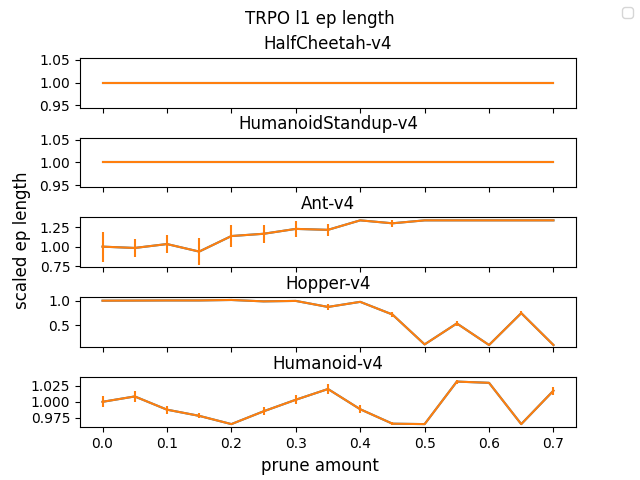 TRPO l1 ep length
HalfCheetah-v4
1.05
1.00
0.95
HumanoidStandup-v4
1.05
1.00
0.95
Ant-v4
1.25
1.00
0.75
Hopper-v4
1.0
0.5
Humanoid-v4
1.025
1.000
0.975
0.0 0.1 0.2 0.3 0.4 0.5 0.6 0.7
prune amount
scaled ep length